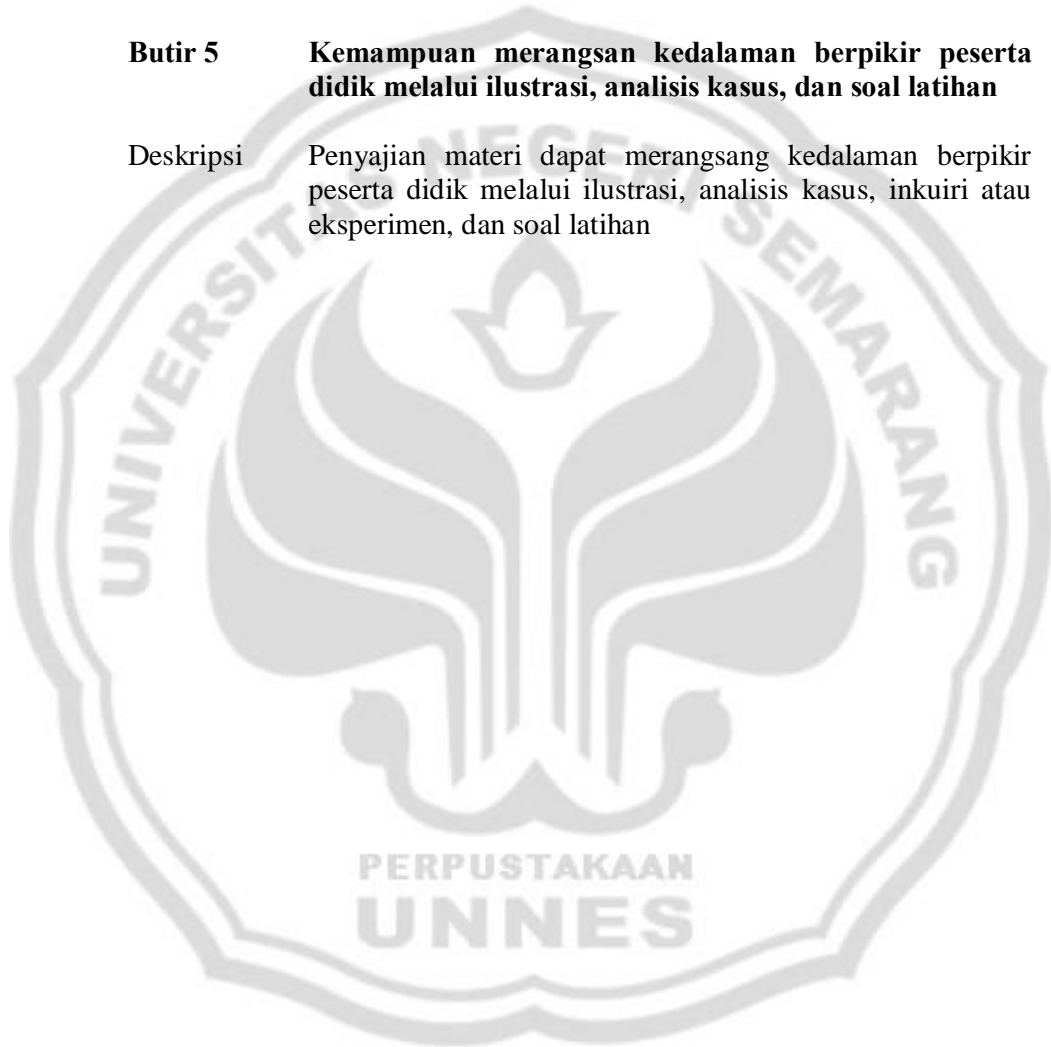 Butir 5 Kemampuan merangsan kedalaman berpikir peserta
didik melalui ilustrasi, analisis kasus, dan soal latihan
Deskripsi Penyajian materi dapat merangsang kedalaman berpikir
peserta didik melalui ilustrasi, analisis kasus, inkuiri atau
eksperimen, dan soal latihan
UNIVERSITAS NEGERI SEMARANG
PERPUSTAKAAN
UNNES